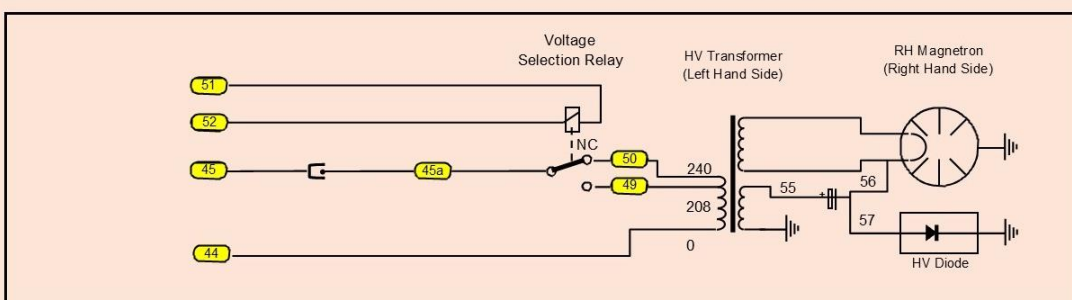 Voltage
Selection Relay
HV Transformer
(Left Hand Side)
RH Magnetron
(Right Hand Side)
51
52
NC
45
45a
50
240
49
208
0
44
55
+
56
57
HV Diode